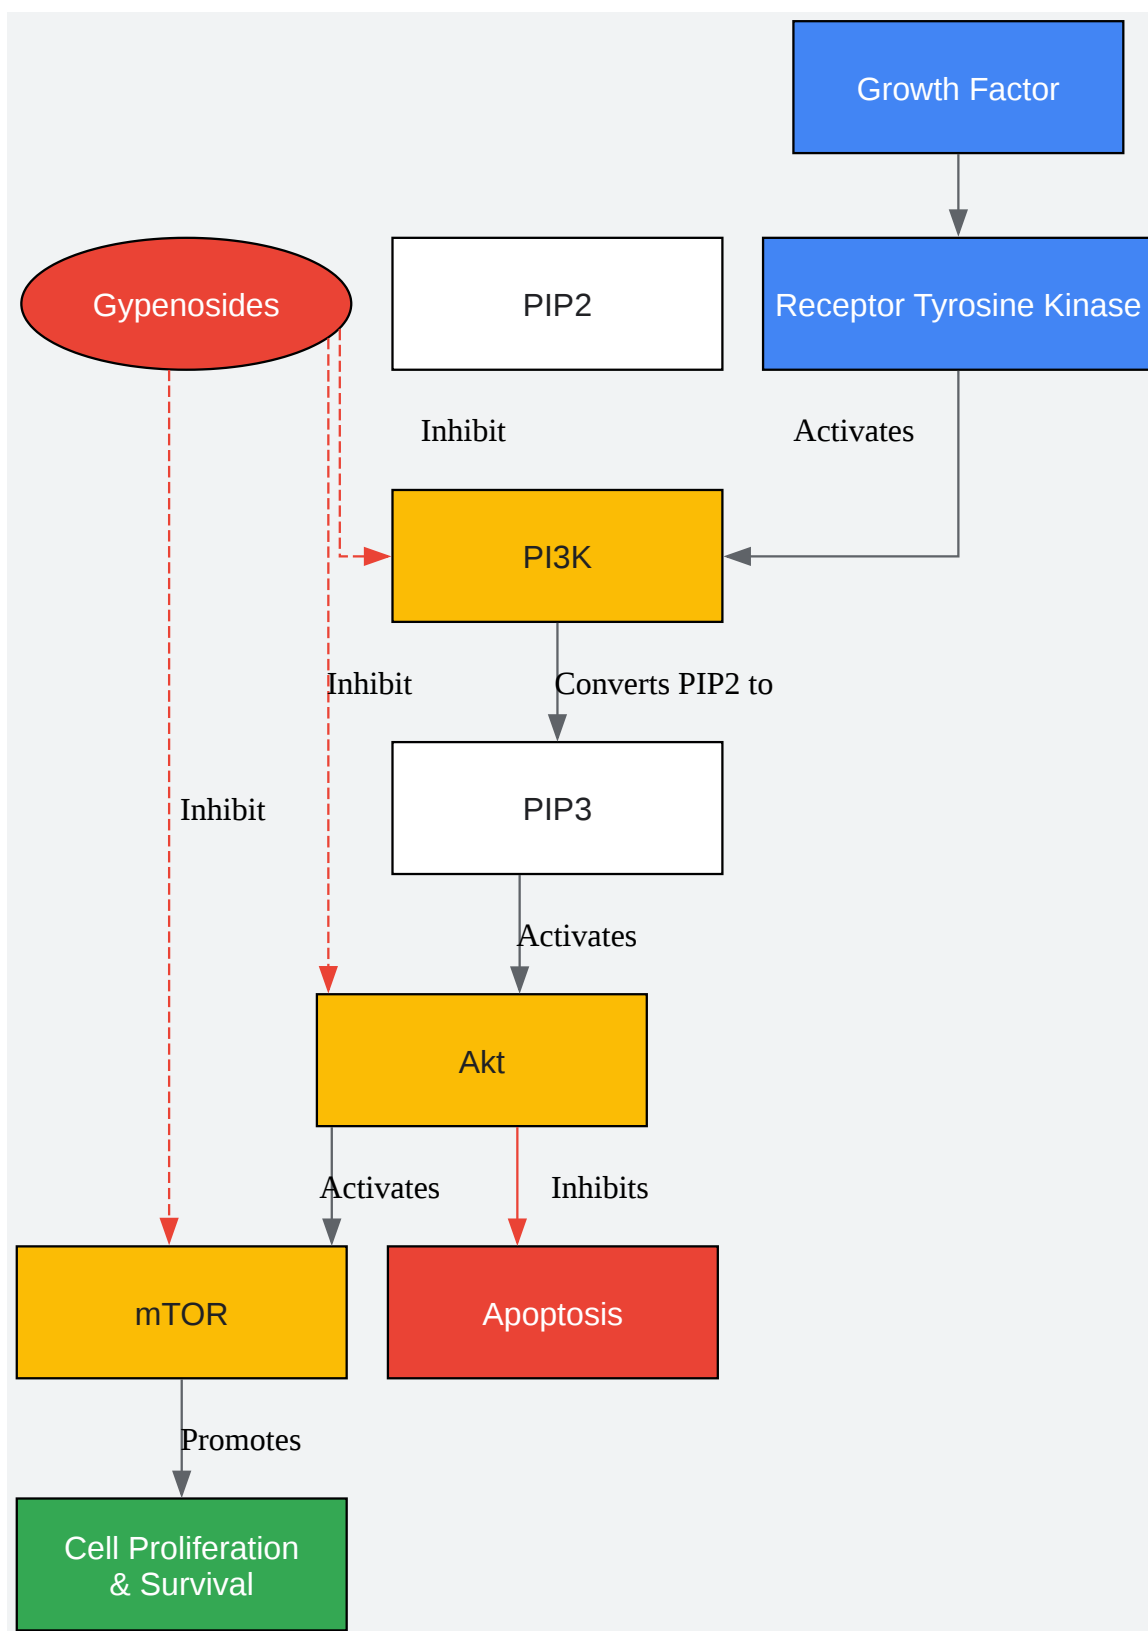 Growth Factor
Gypenosides
PIP2
Receptor Tyrosine Kinase
Inhibit
Activates
PI3K
Inhibit
Converts PIP2 to
PIP3
Inhibit
Activates
Akt
Activates
Inhibits
mTOR
Apoptosis
Promotes
Cell Proliferation
& Survival